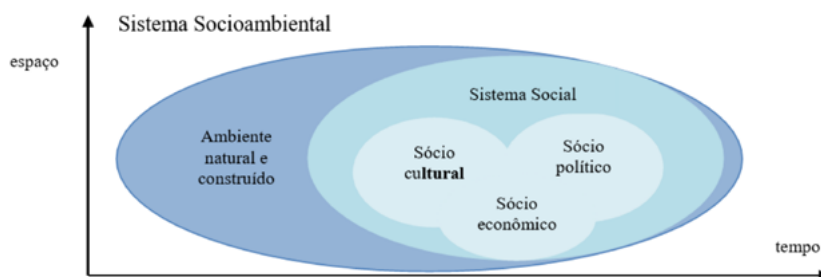 Sistema Socioambiental
espaço
Sistema Social
Ambiente
natural e
construído
Sócio
cultural
Sócio
político
Sócio
econômico
tempo